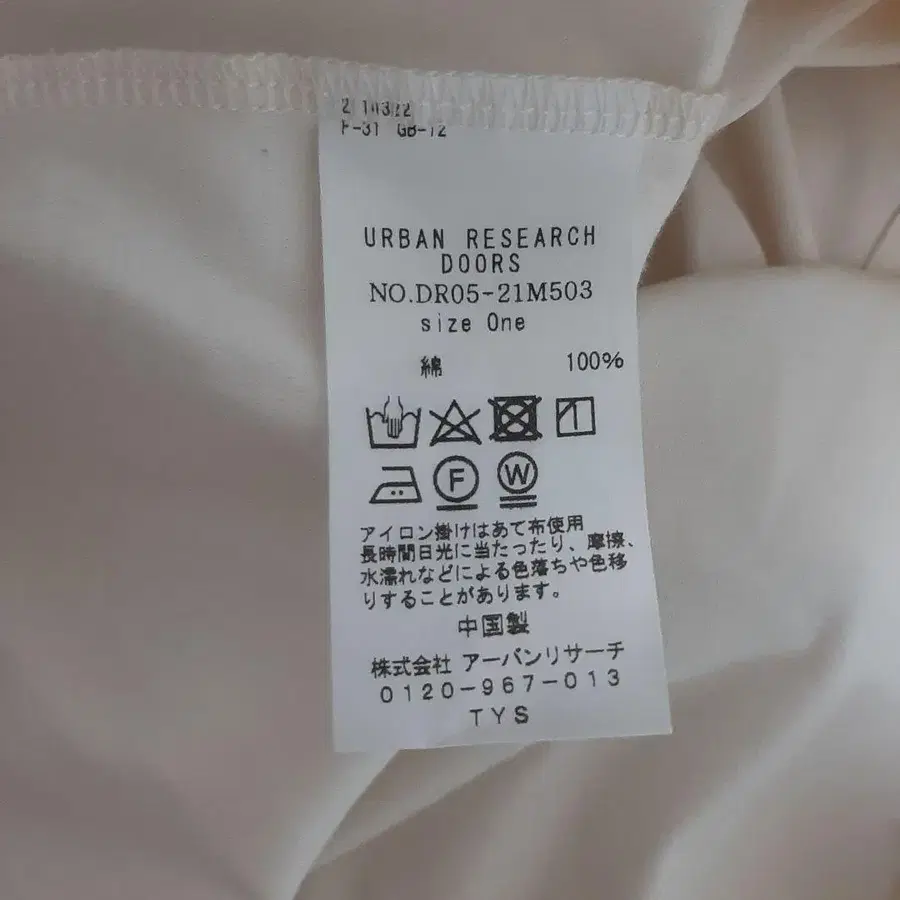 URBAN RESEARCH
DOORS
NO.DR05-21M503
size One
綿 100%
F
W
アイロン掛けはあて布使用
長時間日光に当たったり、摩擦、
水濡れなどによる色落ちや色移
りすることがあります。
中国製
株式会社 アーバンリサーチ
0120-967-013
TYS